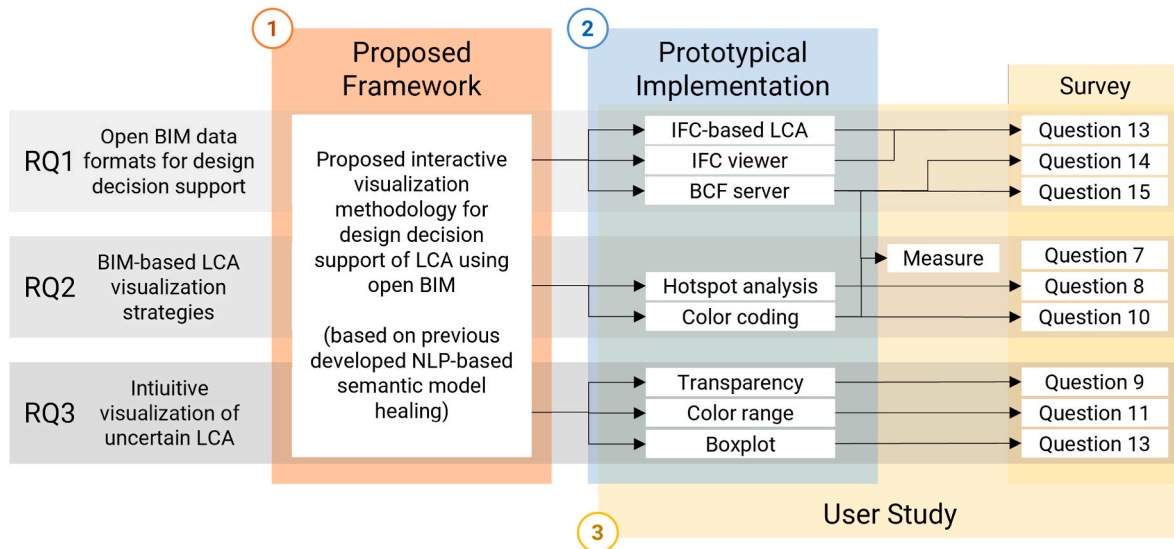 1
Proposed
Framework
2
Prototypical
Implementation
Survey
RQ1
Open BIM data
formats for design
decision support
RQ2
BIM-based LCA
visualization
strategies
RQ3
Intiuitive
visualization of
uncertain LCA
Proposed interactive
visualization
methodology for
design decision
support of LCA using
open BIM
(based on previous
developed NLP-based
semantic model
healing)
IFC-based LCA
IFC viewer
BCF server
Hotspot analysis
Color coding
Transparency
Color range
Boxplot
Measure
Question 13
Question 14
Question 15
Question 7
Question 8
Question 10
Question 9
Question 11
Question 13
3
User Study